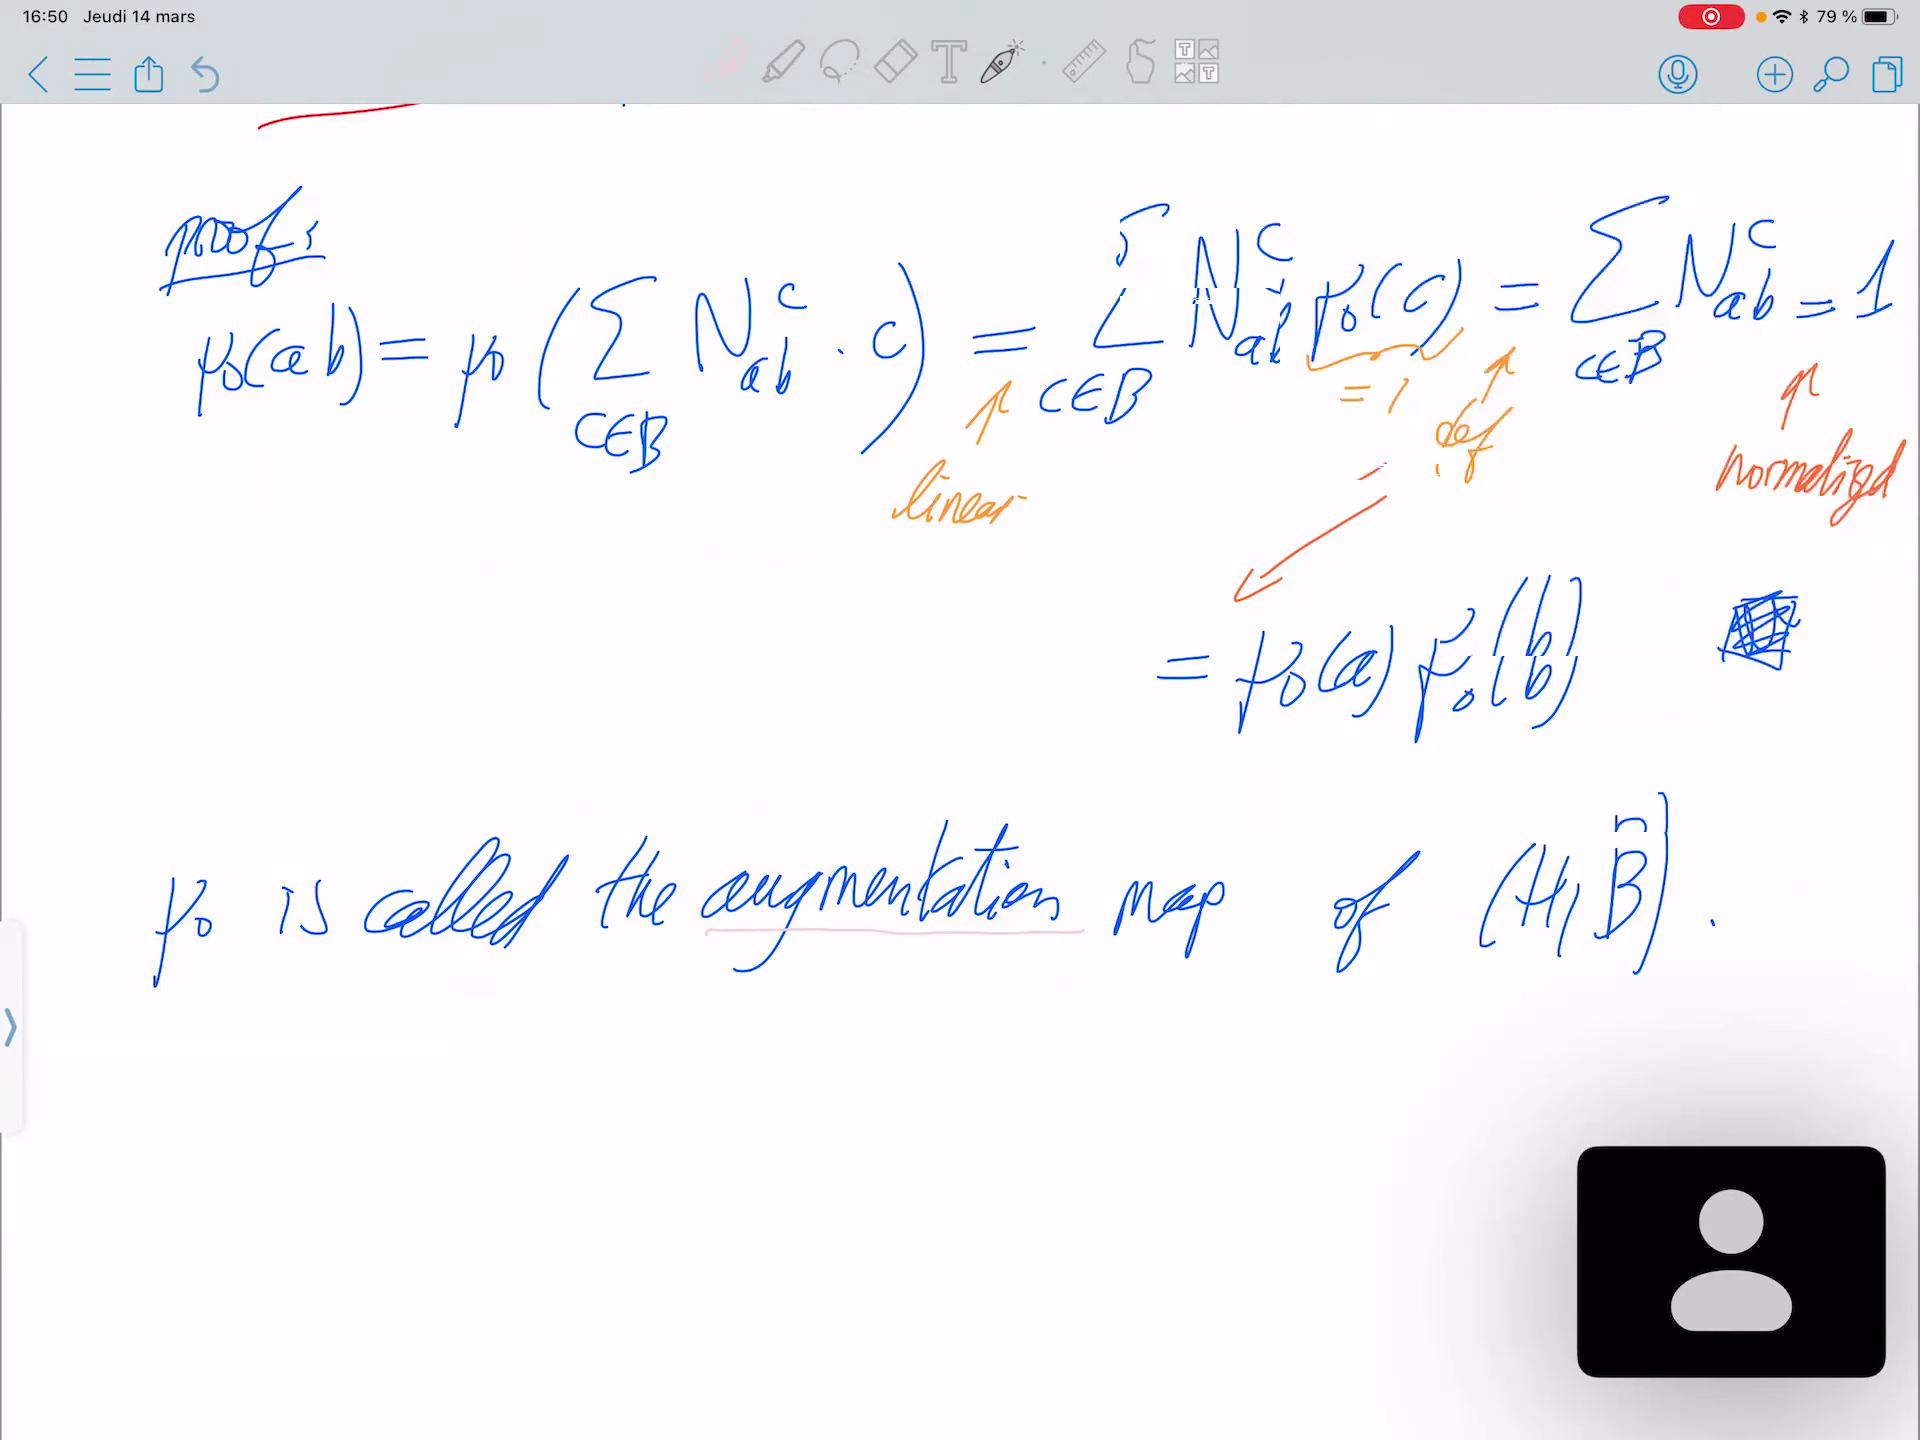 16:50 Jeudi 14 mars 79 %
proof:
μ₀(ab) = μ₀ ( ∑_{c∈B} N_{ab}^c · c ) = ∑_{c∈B} N_{ab}^c μ₀(c) = ∑_{c∈B} N_{ab}^c = 1
= 1
linear
def
normalized
= μ₀(a) μ₀(b)
μ₀ is called the augmentation map of (H, B).